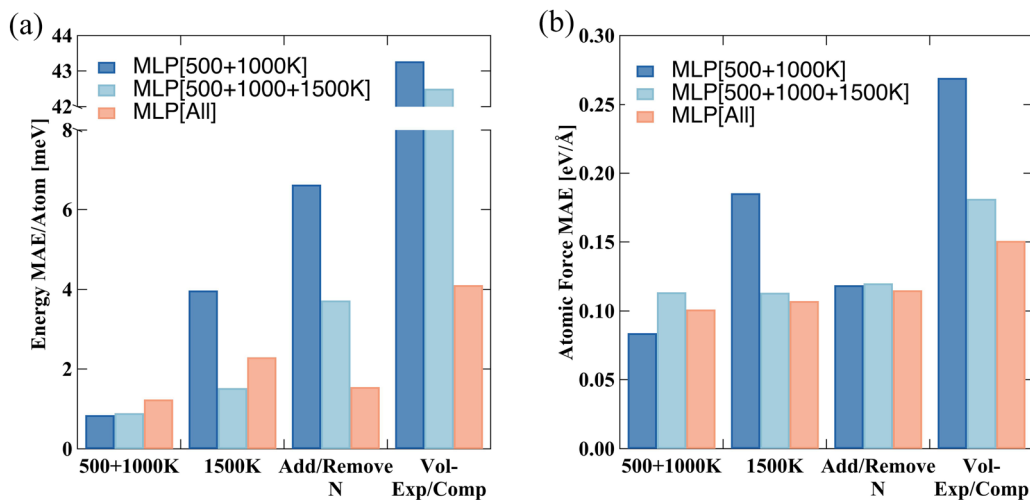 (a)
44
43
42
8
6
4
2
0
Energy MAE/Atom [meV]
MLP[500+1000K]
MLP[500+1000+1500K]
MLP[All]
500+1000K 1500K Add/Remove Vol-
N Exp/Comp
(b)
0.30
0.25
0.20
0.15
0.10
0.05
0.00
Atomic Force MAE [eV/Å]
MLP[500+1000K]
MLP[500+1000+1500K]
MLP[All]
500+1000K 1500K Add/Remove Vol-
N Exp/Comp